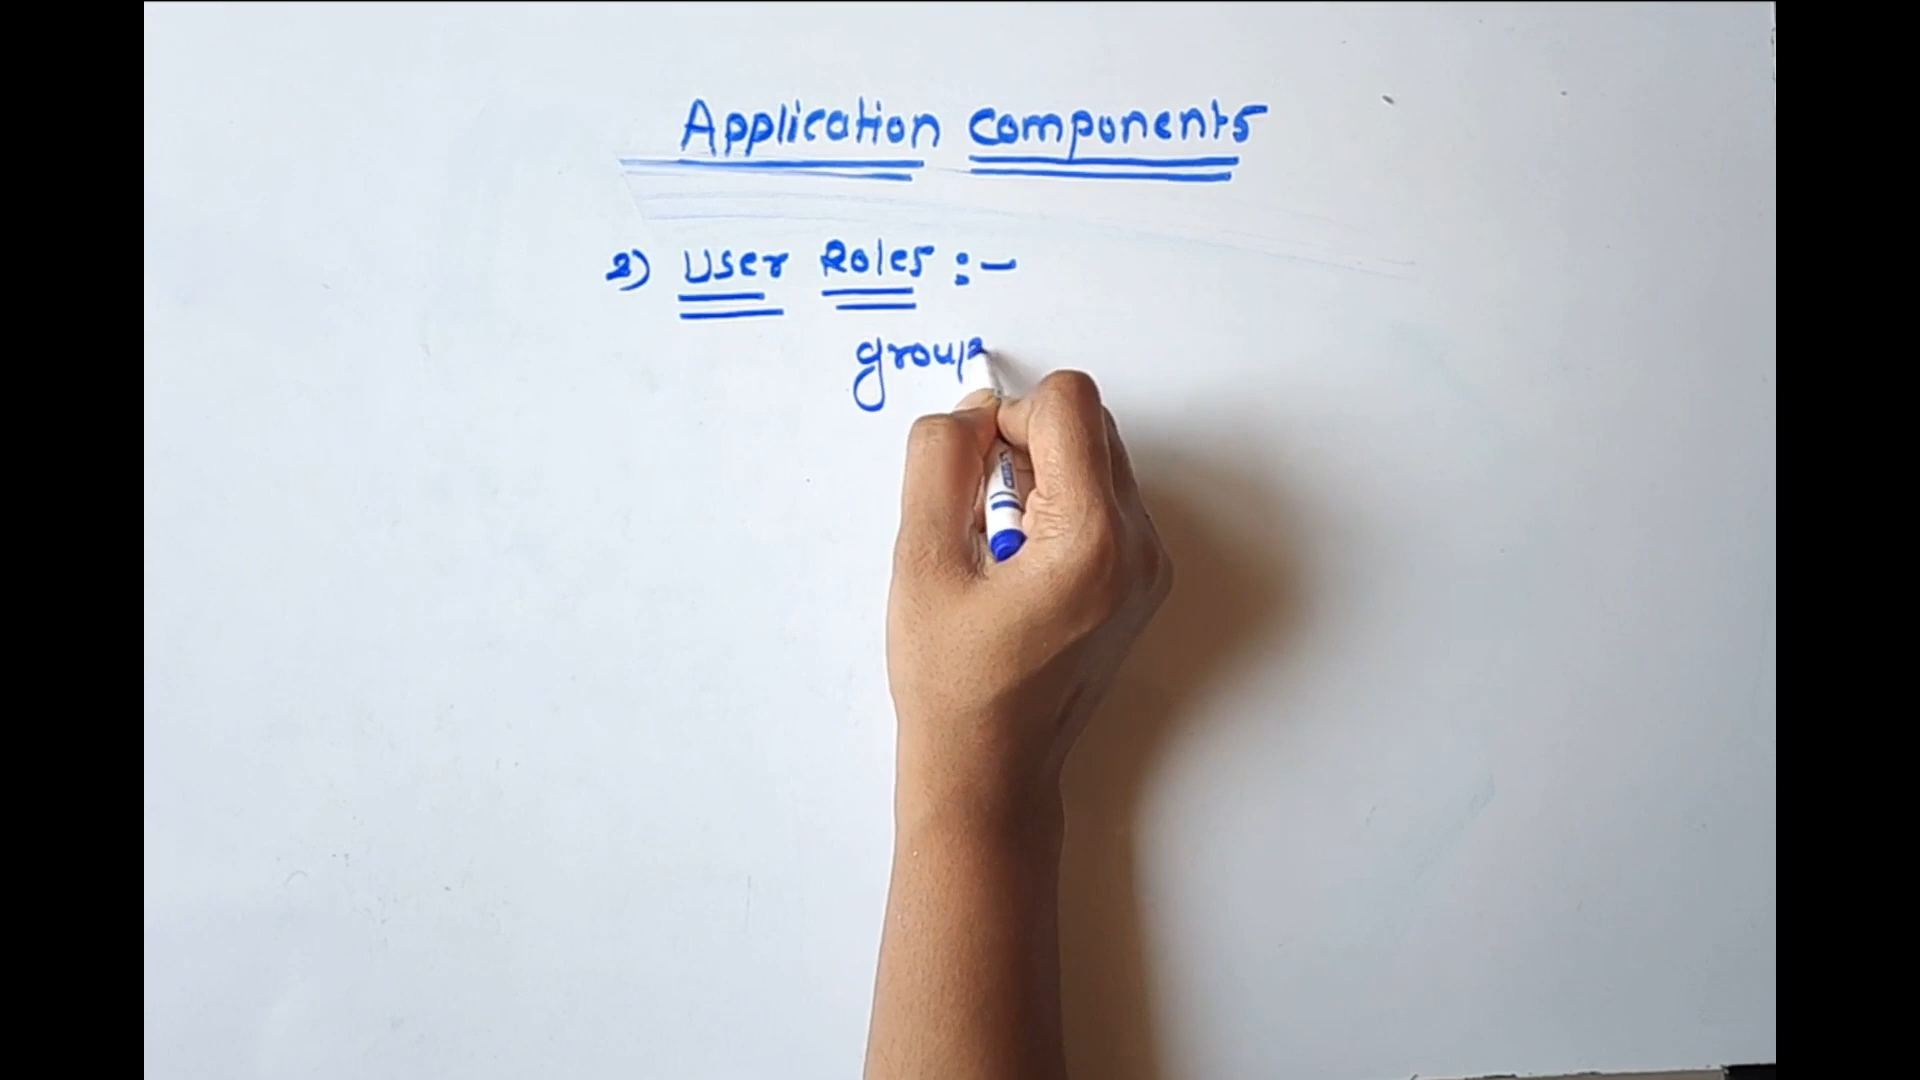 Application Components
2) User Roles :-
group